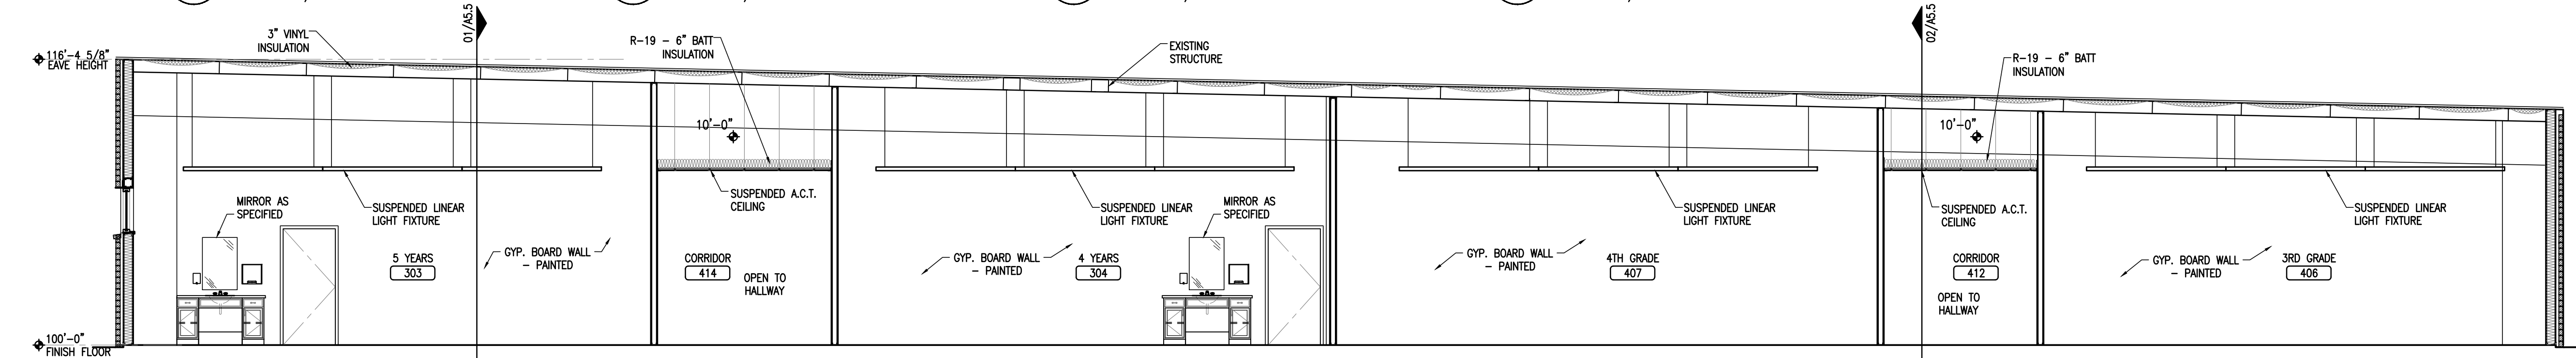 01/A5.5
02/A5.5
3" VINYL
INSULATION
R-19 - 6" BATT
INSULATION
EXISTING
STRUCTURE
R-19 - 6" BATT
INSULATION
116'-4 5/8"
EAVE HEIGHT
10'-0"
10'-0"
MIRROR AS
SPECIFIED
SUSPENDED LINEAR
LIGHT FIXTURE
SUSPENDED A.C.T.
CEILING
SUSPENDED LINEAR
LIGHT FIXTURE
MIRROR AS
SPECIFIED
SUSPENDED LINEAR
LIGHT FIXTURE
SUSPENDED A.C.T.
CEILING
SUSPENDED LINEAR
LIGHT FIXTURE
5 YEARS
303
GYP. BOARD WALL
- PAINTED
CORRIDOR
414
OPEN TO
HALLWAY
GYP. BOARD WALL
- PAINTED
4 YEARS
304
GYP. BOARD WALL
- PAINTED
4TH GRADE
407
CORRIDOR
412
OPEN TO
HALLWAY
GYP. BOARD WALL
- PAINTED
3RD GRADE
406
100'-0"
FINISH FLOOR